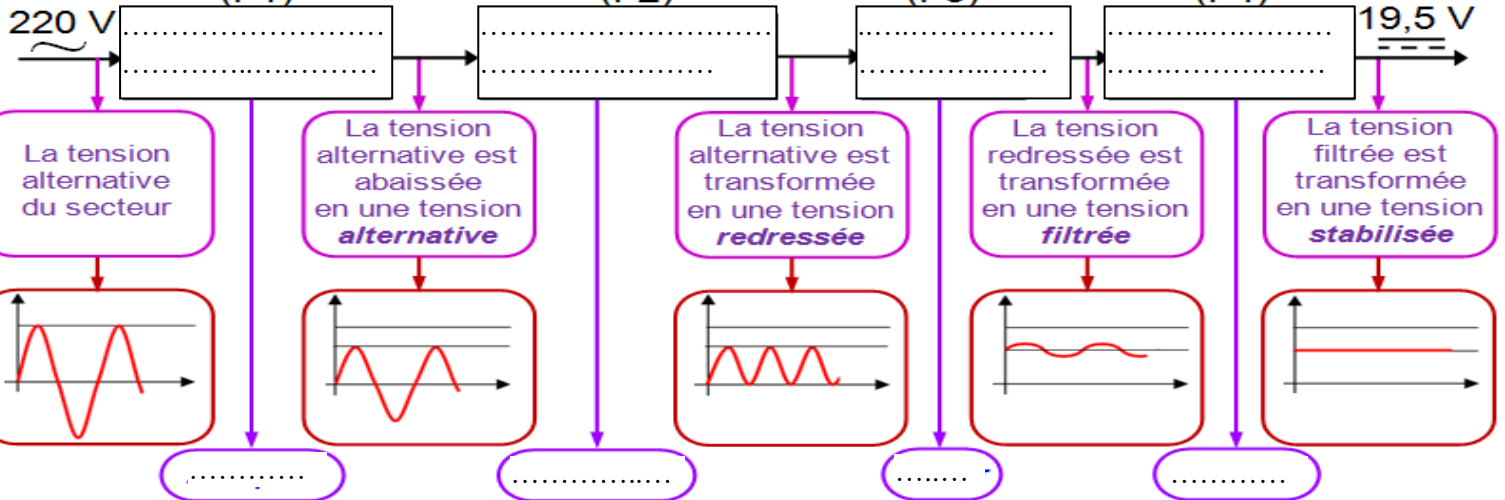 220 V
19,5 V
La tension
alternative
du secteur
La tension
alternative est
abaissée
en une tension
alternative
La tension
alternative est
transformée
en une tension
redressée
La tension
redressée est
transformée
en une tension
filtrée
La tension
filtrée est
transformée
en une tension
stabilisée